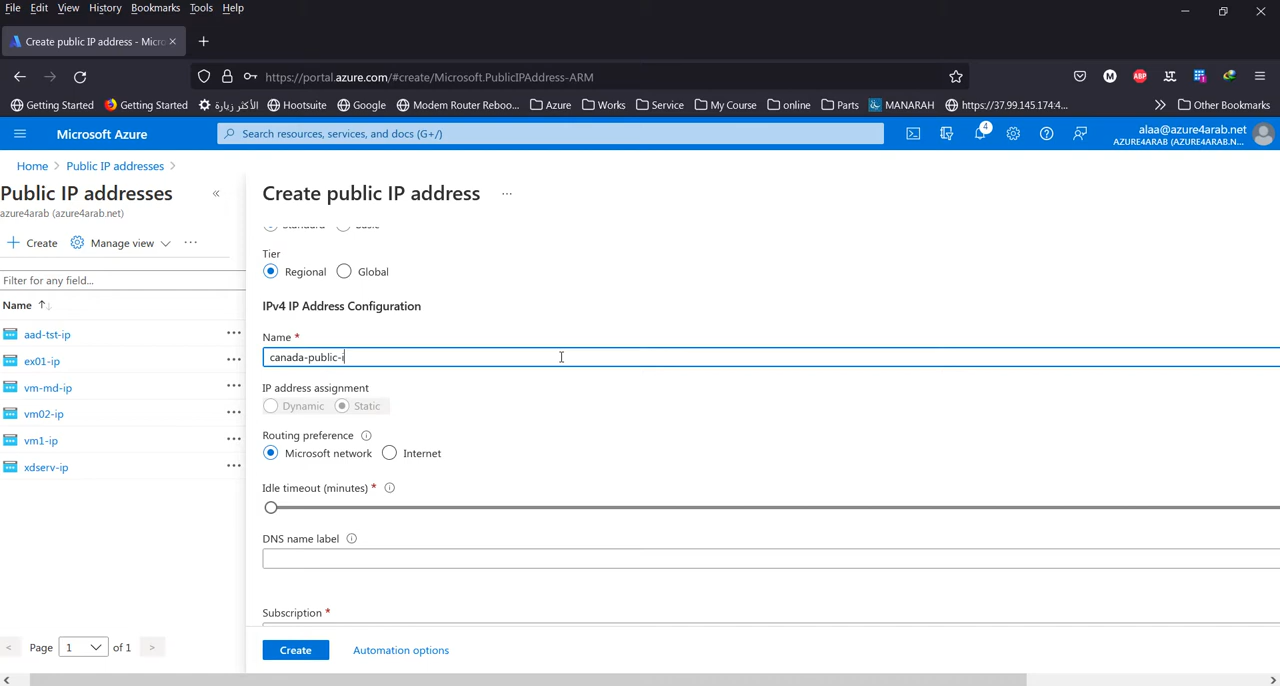 File Edit View History Bookmarks Tools Help
Create public IP address - Micro
https://portal.azure.com/#create/Microsoft.PublicIPAddress-ARM
Getting Started Getting Started الأكثر زيارة Hootsuite Google Modem Router Reboo... Azure Works Service My Course online Parts MANARAH https://37.99.145.174:4... Other Bookmarks
Microsoft Azure Search resources, services, and docs (G+/) 4 alaa@azure4arab.net
AZURE4ARAB (AZURE4ARAB.N...
Home > Public IP addresses >
Public IP addresses «
azure4arab (azure4arab.net)
Create Manage view ...
Filter for any field...
Name
aad-tst-ip ...
ex01-ip ...
vm-md-ip ...
vm02-ip ...
vm1-ip ...
xdserv-ip ...
< Page 1 of 1 >
Create public IP address ...
Standard Basic
Tier
Regional Global
IPv4 IP Address Configuration
Name *
canada-public-i
IP address assignment
Dynamic Static
Routing preference
Microsoft network Internet
Idle timeout (minutes) *
DNS name label
Subscription *
Create Automation options